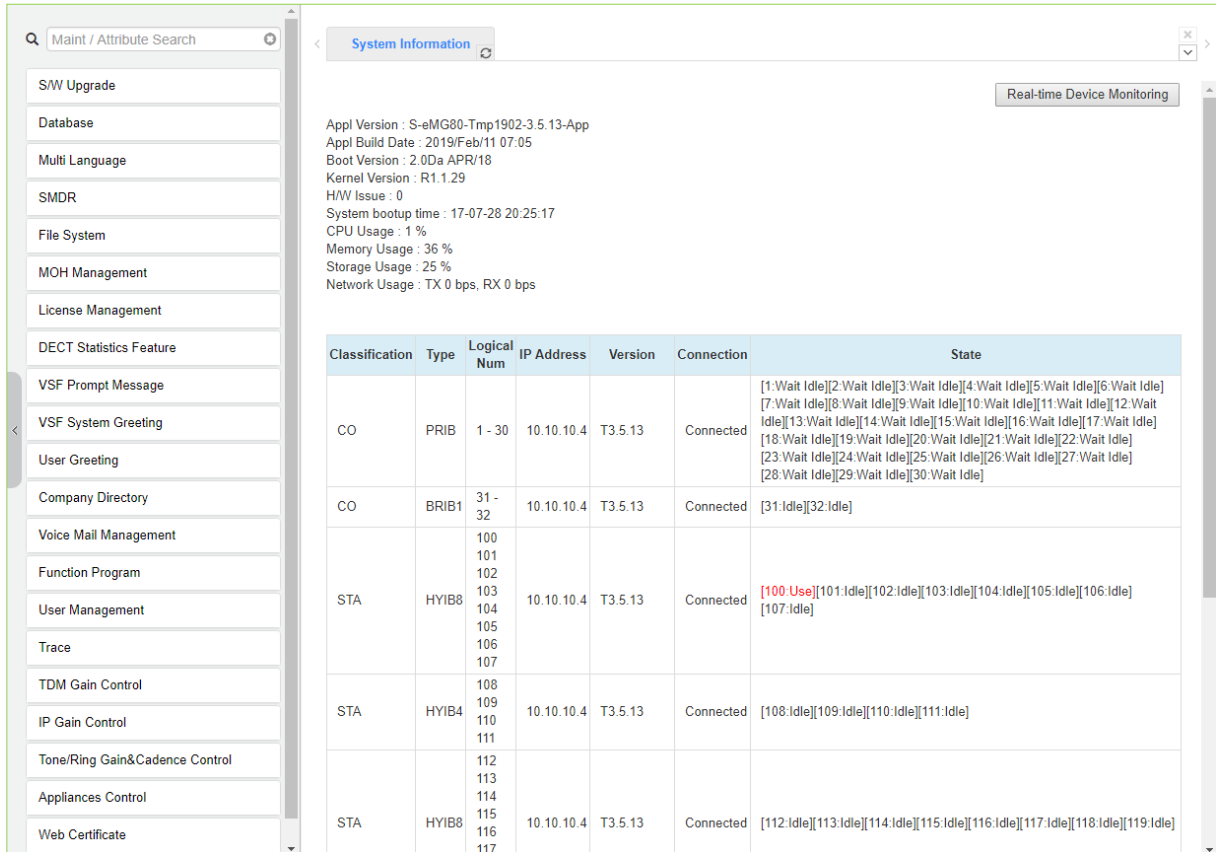 Maint / Attribute Search
S/W Upgrade
Database
Multi Language
SMDR
File System
MOH Management
License Management
DECT Statistics Feature
VSF Prompt Message
VSF System Greeting
User Greeting
Company Directory
Voice Mail Management
Function Program
User Management
Trace
TDM Gain Control
IP Gain Control
Tone/Ring Gain&Cadence Control
Appliances Control
Web Certificate
System Information
Real-time Device Monitoring
Appl Version : S-eMG80-Tmp1902-3.5.13-App
Appl Build Date : 2019/Feb/11 07:05
Boot Version : 2.0Da APR/18
Kernel Version : R1.1.29
H/W Issue : 0
System bootup time : 17-07-28 20:25:17
CPU Usage : 1 %
Memory Usage : 36 %
Storage Usage : 25 %
Network Usage : TX 0 bps, RX 0 bps
Classification Type Logical Num IP Address Version Connection State
CO PRIB 1 - 30 10.10.10.4 T3.5.13 Connected
[1:Wait Idle][2:Wait Idle][3:Wait Idle][4:Wait Idle][5:Wait Idle][6:Wait Idle]
[7:Wait Idle][8:Wait Idle][9:Wait Idle][10:Wait Idle][11:Wait Idle][12:Wait
Idle][13:Wait Idle][14:Wait Idle][15:Wait Idle][16:Wait Idle][17:Wait Idle]
[18:Wait Idle][19:Wait Idle][20:Wait Idle][21:Wait Idle][22:Wait Idle]
[23:Wait Idle][24:Wait Idle][25:Wait Idle][26:Wait Idle][27:Wait Idle]
[28:Wait Idle][29:Wait Idle][30:Wait Idle]
CO BRIB1 31 - 32 10.10.10.4 T3.5.13 Connected [31:Idle][32:Idle]
STA HYIB8
100
101
102
103
104
105
106
107
10.10.10.4 T3.5.13 Connected
[100:Use][101:Idle][102:Idle][103:Idle][104:Idle][105:Idle][106:Idle]
[107:Idle]
STA HYIB4
108
109
110
111
10.10.10.4 T3.5.13 Connected [108:Idle][109:Idle][110:Idle][111:Idle]
STA HYIB8
112
113
114
115
116
117
10.10.10.4 T3.5.13 Connected [112:Idle][113:Idle][114:Idle][115:Idle][116:Idle][117:Idle][118:Idle][119:Idle]